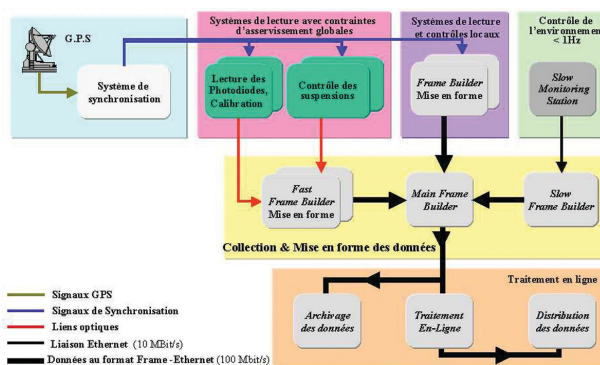 G.P.S
Système de
synchronisation
Systèmes de lecture avec contraintes
d'asservissement globales
Lecture des
Photodiodes,
Calibration
Contrôle des
suspensions
Systèmes de lecture
et contrôles locaux
Frame Builder
Mise en forme
Contrôle de
l'environnement
< 1Hz
Slow
Monitoring
Station
Fast
Frame Builder
Mise en forme
Main Frame
Builder
Slow
Frame Builder
Collection & Mise en forme des données
Traitement en ligne
Archivage
des données
Traitement
En-Ligne
Distribution
des données
Signaux GPS
Signaux de Synchronisation
Liens optiques
Liaison Ethernet (10 MBit/s)
Données au format Frame -Ethernet (100 Mbit/s)